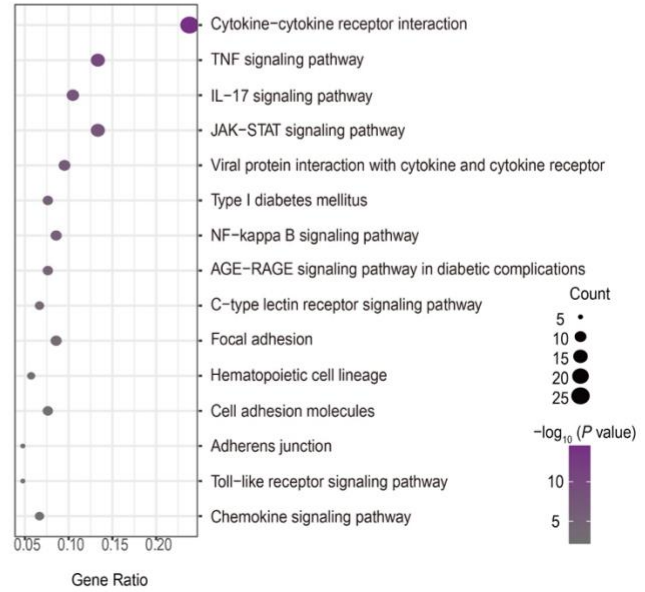 Cytokine−cytokine receptor interaction
TNF signaling pathway
IL−17 signaling pathway
JAK−STAT signaling pathway
Viral protein interaction with cytokine and cytokine receptor
Type I diabetes mellitus
NF−kappa B signaling pathway
AGE−RAGE signaling pathway in diabetic complications
C−type lectin receptor signaling pathway
Focal adhesion
Hematopoietic cell lineage
Cell adhesion molecules
Adherens junction
Toll−like receptor signaling pathway
Chemokine signaling pathway
0.05 0.10 0.15 0.20
Gene Ratio
Count
5
10
15
20
25
−log₁₀ (P value)
10
5